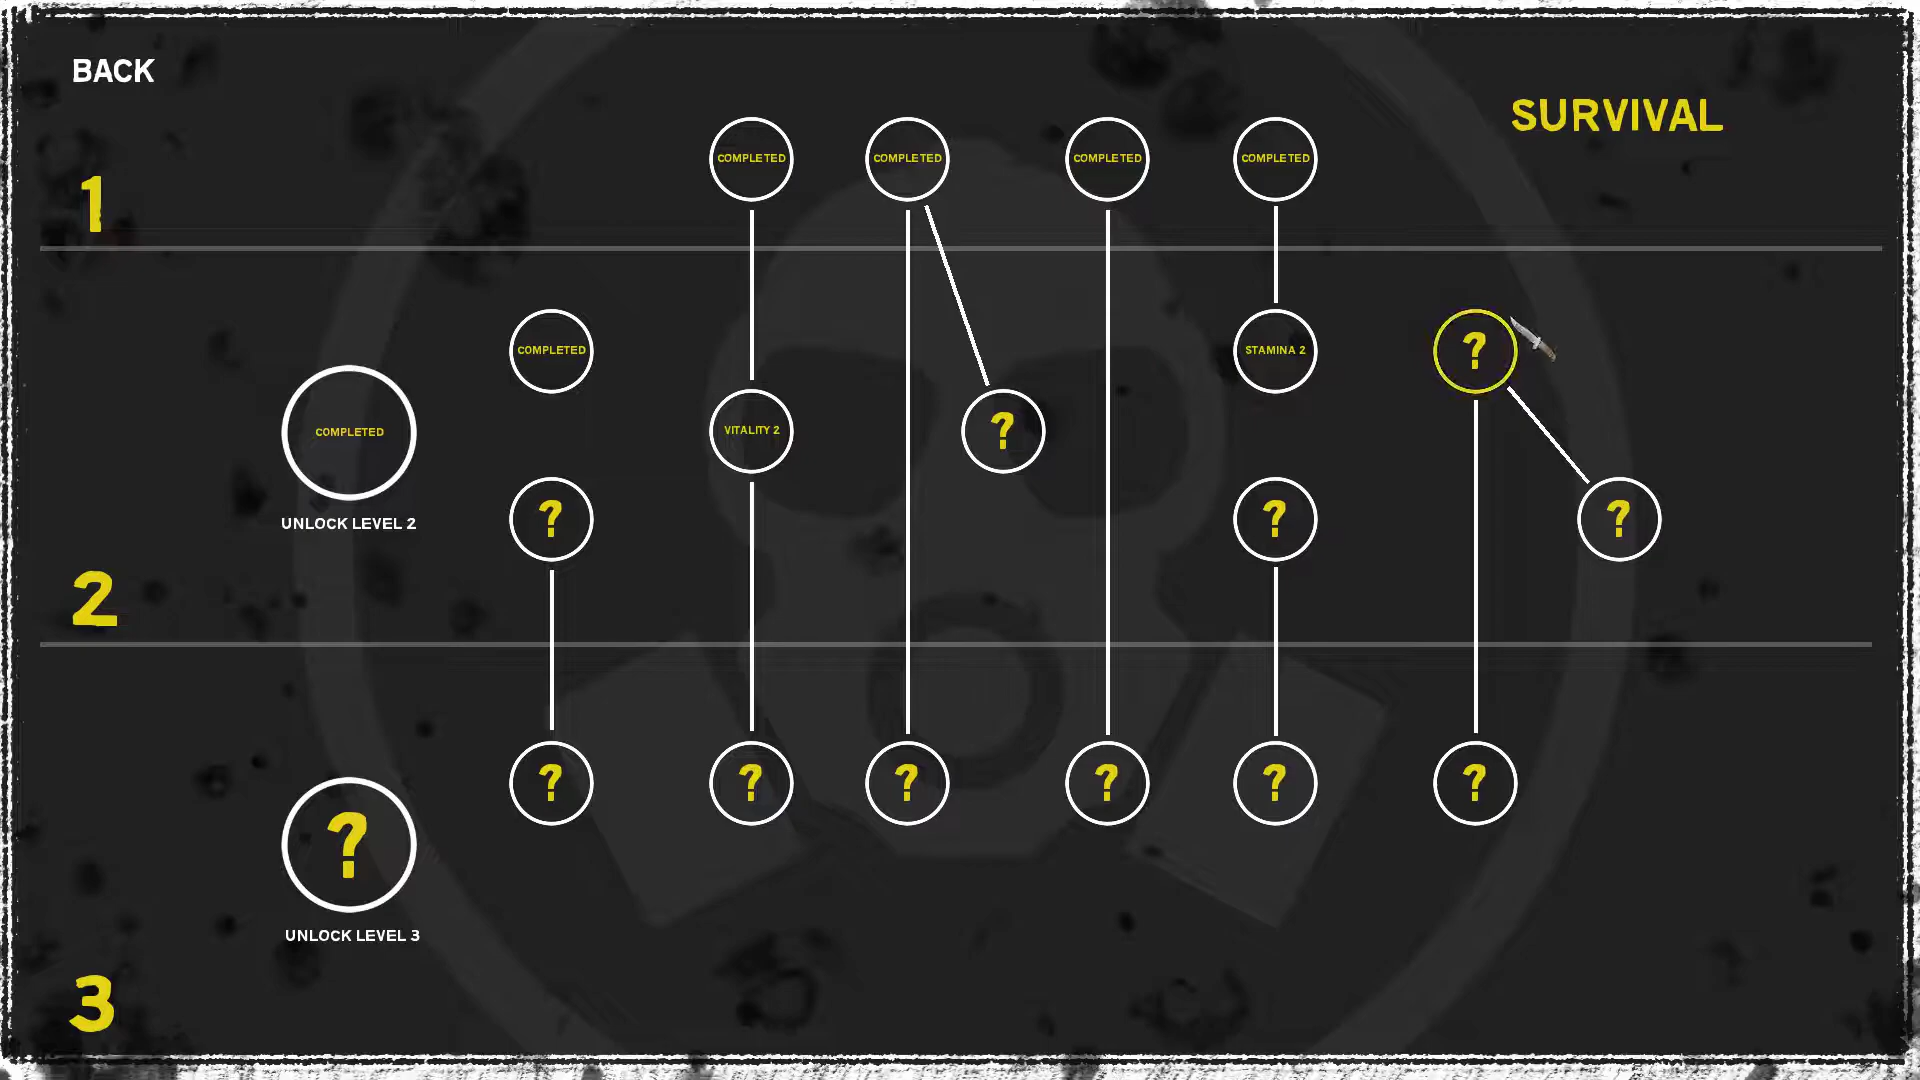 BACK
SURVIVAL
COMPLETED COMPLETED COMPLETED COMPLETED
1
COMPLETED STAMINA 2 ?
COMPLETED VITALITY 2 ?
UNLOCK LEVEL 2
? ? ?
2
? ? ? ? ? ?
?
UNLOCK LEVEL 3
3